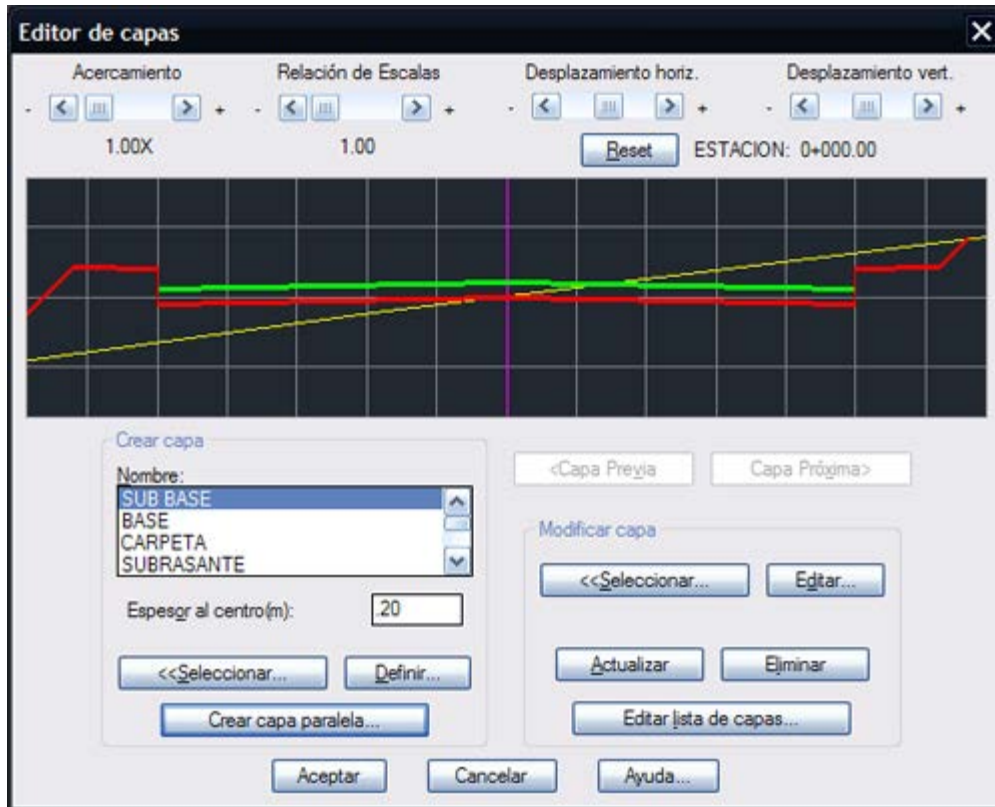 Editor de capas
Acercamiento Relación de Escalas Desplazamiento horiz. Desplazamiento vert.
- + - + - + - +
1.00X 1.00 Reset ESTACION: 0+000.00
Crear capa
Nombre:
SUB BASE
BASE
CARPETA
SUBRASANTE
Espesor al centro(m): .20
<<Seleccionar... Definir...
Crear capa paralela...
<Capa Previa Capa Próxima>
Modificar capa
<<Seleccionar... Editar...
Actualizar Eliminar
Editar lista de capas...
Aceptar Cancelar Ayuda...